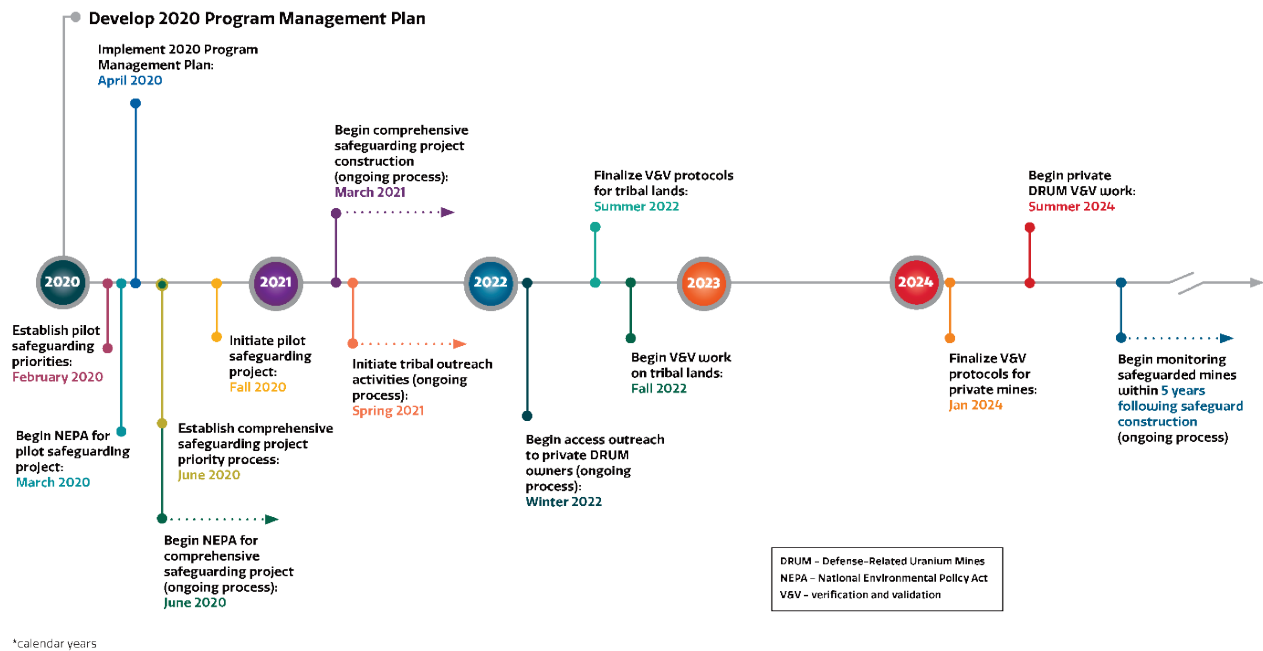 Develop 2020 Program Management Plan
Implement 2020 Program
Management Plan:
April 2020
Begin comprehensive
safeguarding project
construction
(ongoing process):
March 2021
Finalize V&V protocols
for tribal lands:
Summer 2022
Begin private
DRUM V&V work:
Summer 2024
2020
2021
2022
2023
2024
Establish pilot
safeguarding
priorities:
February 2020
Begin NEPA for
pilot safeguarding
project:
March 2020
Initiate pilot
safeguarding
project:
Fall 2020
Establish comprehensive
safeguarding project
priority process:
June 2020
Begin NEPA for
comprehensive
safeguarding project
(ongoing process):
June 2020
Initiate tribal outreach
activities (ongoing
process):
Spring 2021
Begin access outreach
to private DRUM
owners (ongoing
process):
Winter 2022
Begin V&V work
on tribal lands:
Fall 2022
Finalize V&V
protocols for
private mines:
Jan 2024
Begin monitoring
safeguarded mines
within 5 years
following safeguard
construction
(ongoing process)
DRUM – Defense-Related Uranium Mines
NEPA – National Environmental Policy Act
V&V – verification and validation
*calendar years